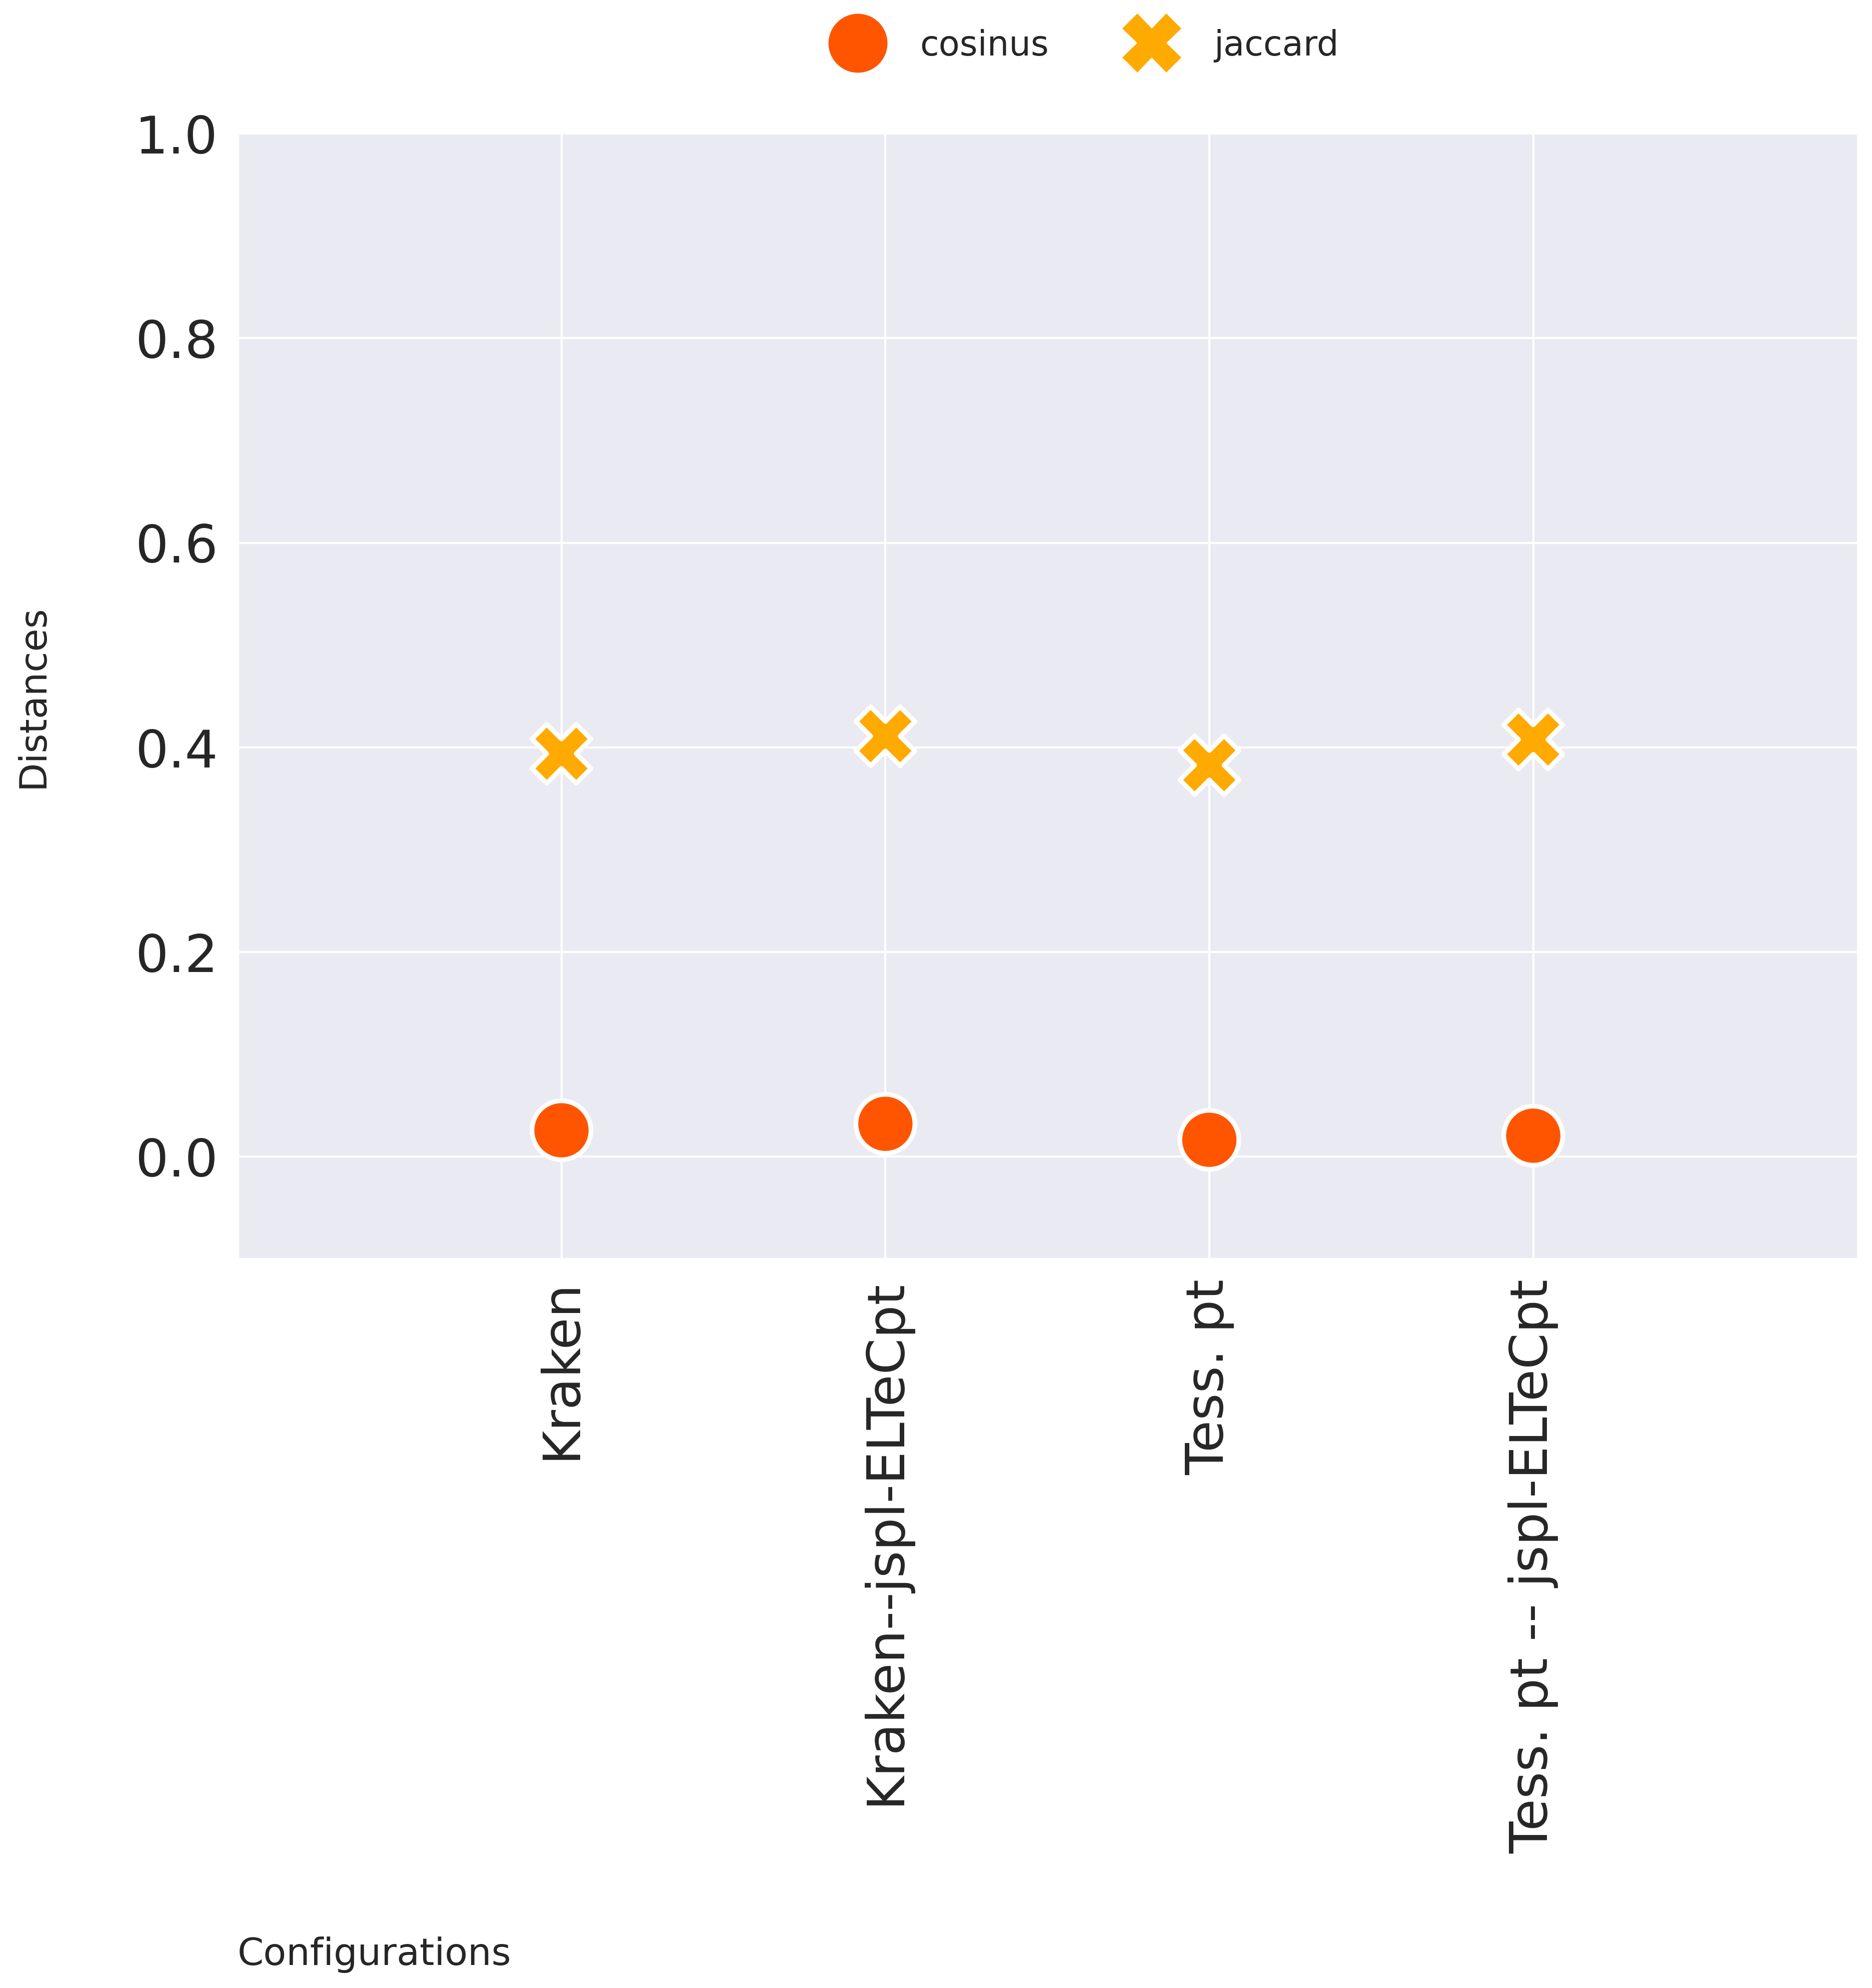 cosinus jaccard
1.0
0.8
0.6
0.4
0.2
0.0
Distances
Kraken
Kraken--jspl-ELTeCpt
Tess. pt
Tess. pt -- jspl-ELTeCpt
Configurations